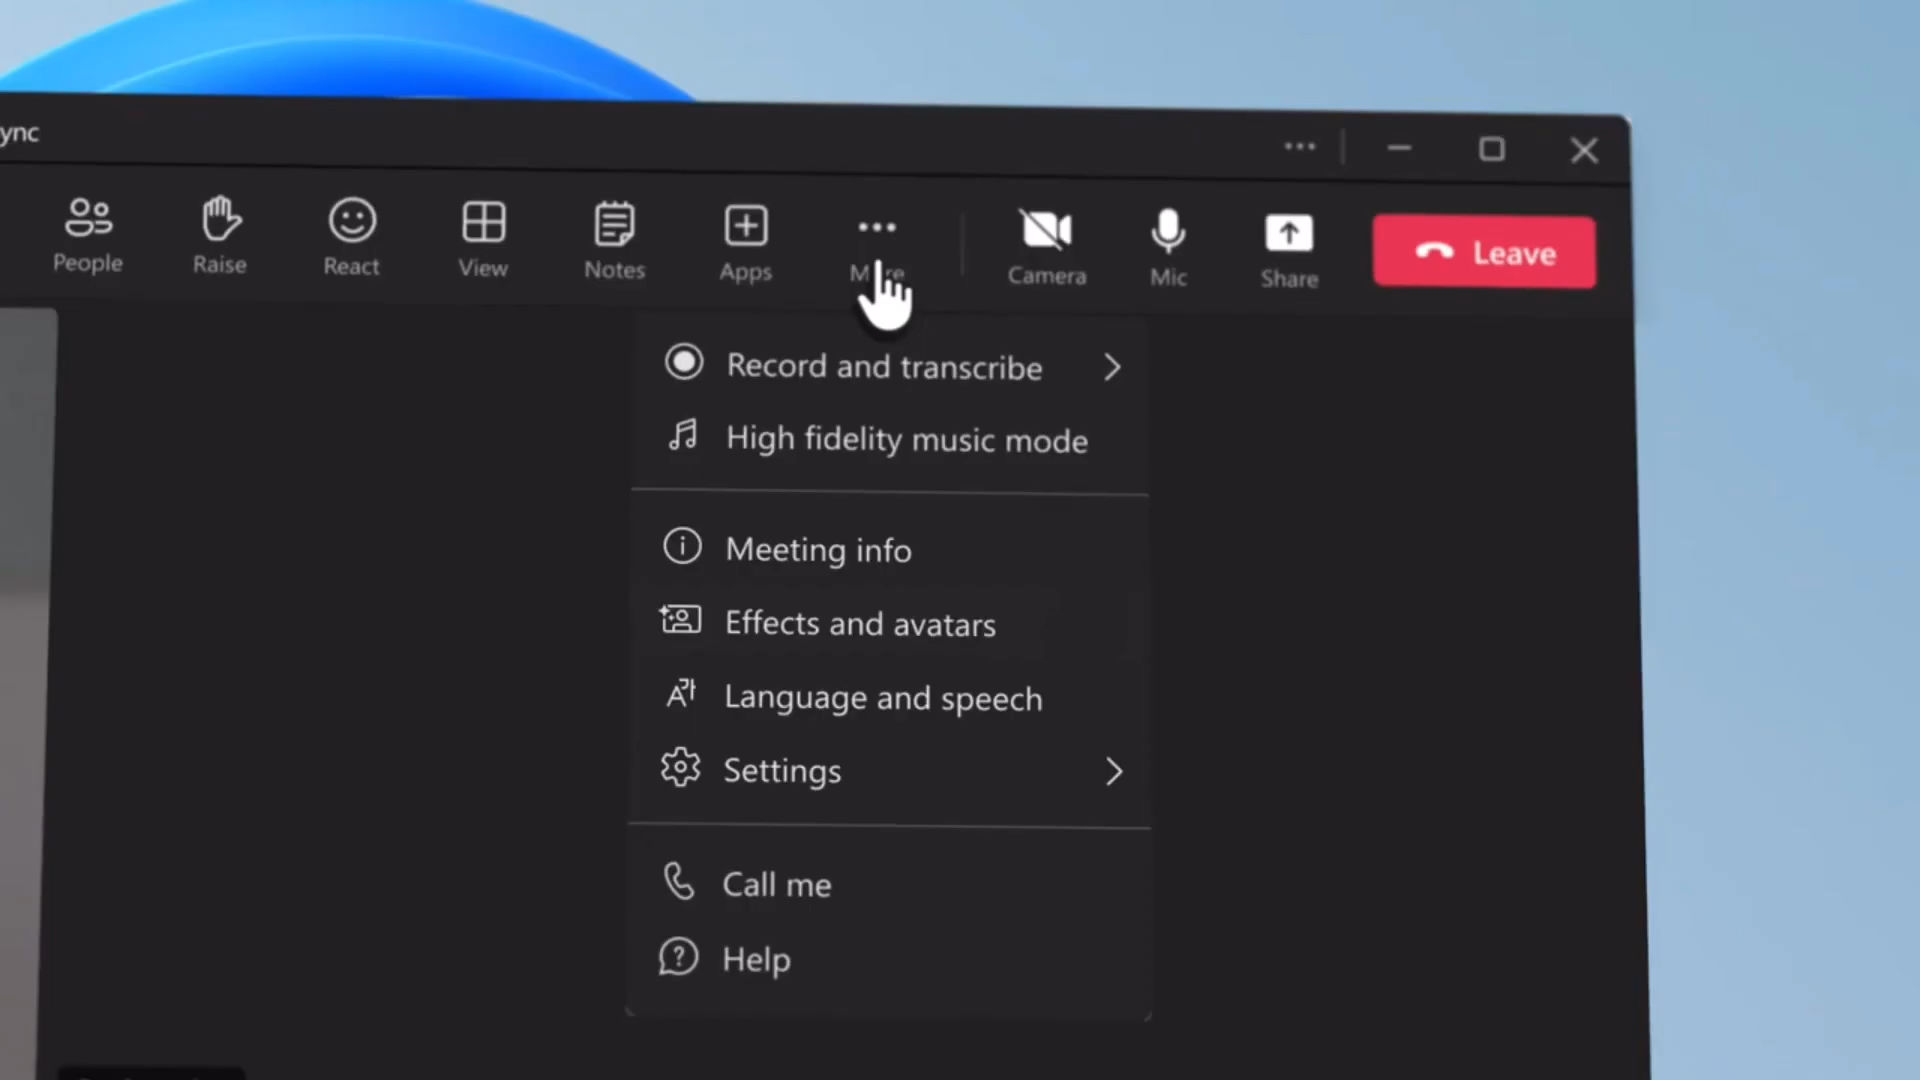 ync
People Raise React View Notes Apps Camera Mic Share Leave
Record and transcribe
High fidelity music mode
Meeting info
Effects and avatars
Language and speech
Settings
Call me
Help